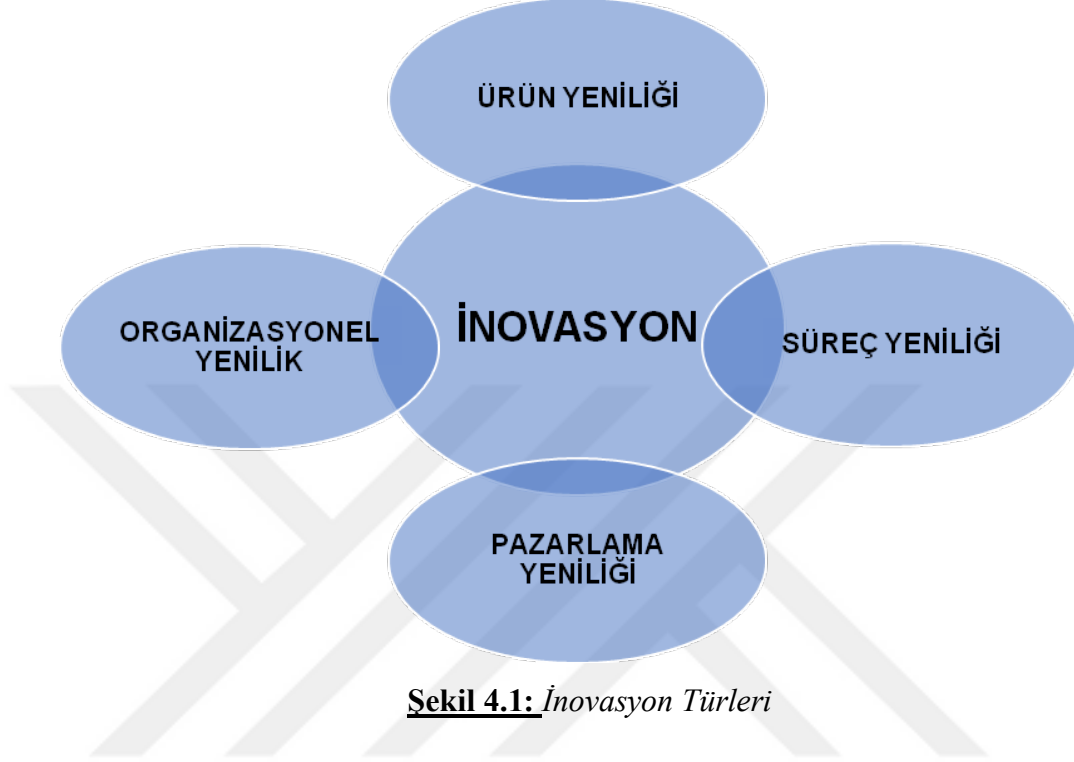 ÜRÜN YENİLİĞİ
ORGANİZASYONEL
YENİLİK
İNOVASYON
SÜREÇ YENİLİĞİ
PAZARLAMA
YENİLİĞİ
Şekil 4.1: İnovasyon Türleri